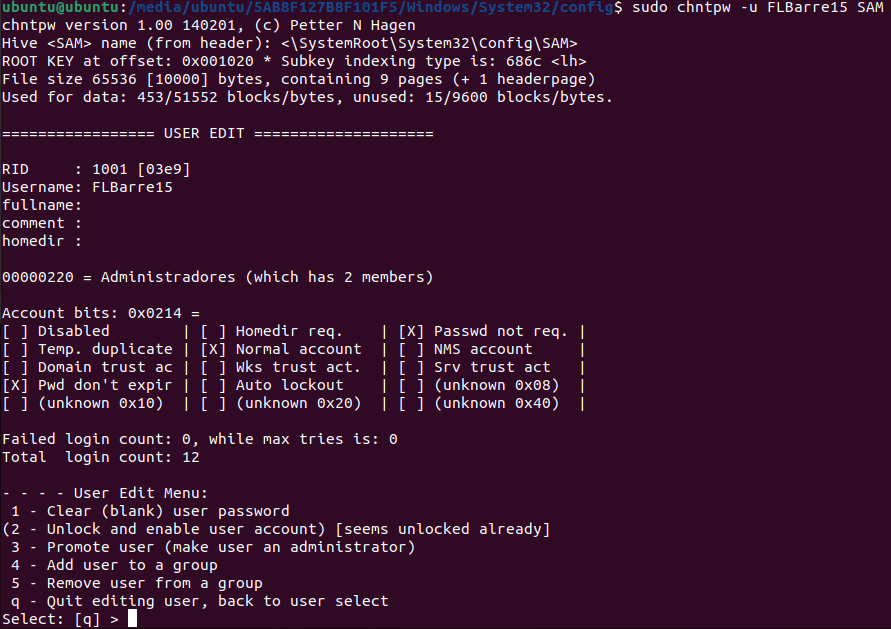 ubuntu@ubuntu:/media/ubuntu/5AB8F127B8F101F5/Windows/System32/config$ sudo chntpw -u FLBarre15 SAM
chntpw version 1.00 140201, (c) Petter N Hagen
Hive <SAM> name (from header): <\SystemRoot\System32\Config\SAM>
ROOT KEY at offset: 0x001020 * Subkey indexing type is: 686c <lh>
File size 65536 [10000] bytes, containing 9 pages (+ 1 headerpage)
Used for data: 453/51552 blocks/bytes, unused: 15/9600 blocks/bytes.

================= USER EDIT ====================

RID     : 1001 [03e9]
Username: FLBarre15
fullname:
comment :
homedir :

00000220 = Administradores (which has 2 members)

Account bits: 0x0214 =
[ ] Disabled        | [ ] Homedir req.    | [X] Passwd not req. |
[ ] Temp. duplicate | [X] Normal account  | [ ] NMS account     |
[ ] Domain trust ac | [ ] Wks trust act.  | [ ] Srv trust act   |
[X] Pwd don't expir | [ ] Auto lockout    | [ ] (unknown 0x08)  |
[ ] (unknown 0x10)  | [ ] (unknown 0x20)  | [ ] (unknown 0x40)  |

Failed login count: 0, while max tries is: 0
Total  login count: 12

- - - - User Edit Menu:
 1 - Clear (blank) user password
(2 - Unlock and enable user account) [seems unlocked already]
 3 - Promote user (make user an administrator)
 4 - Add user to a group
 5 - Remove user from a group
 q - Quit editing user, back to user select
Select: [q] >